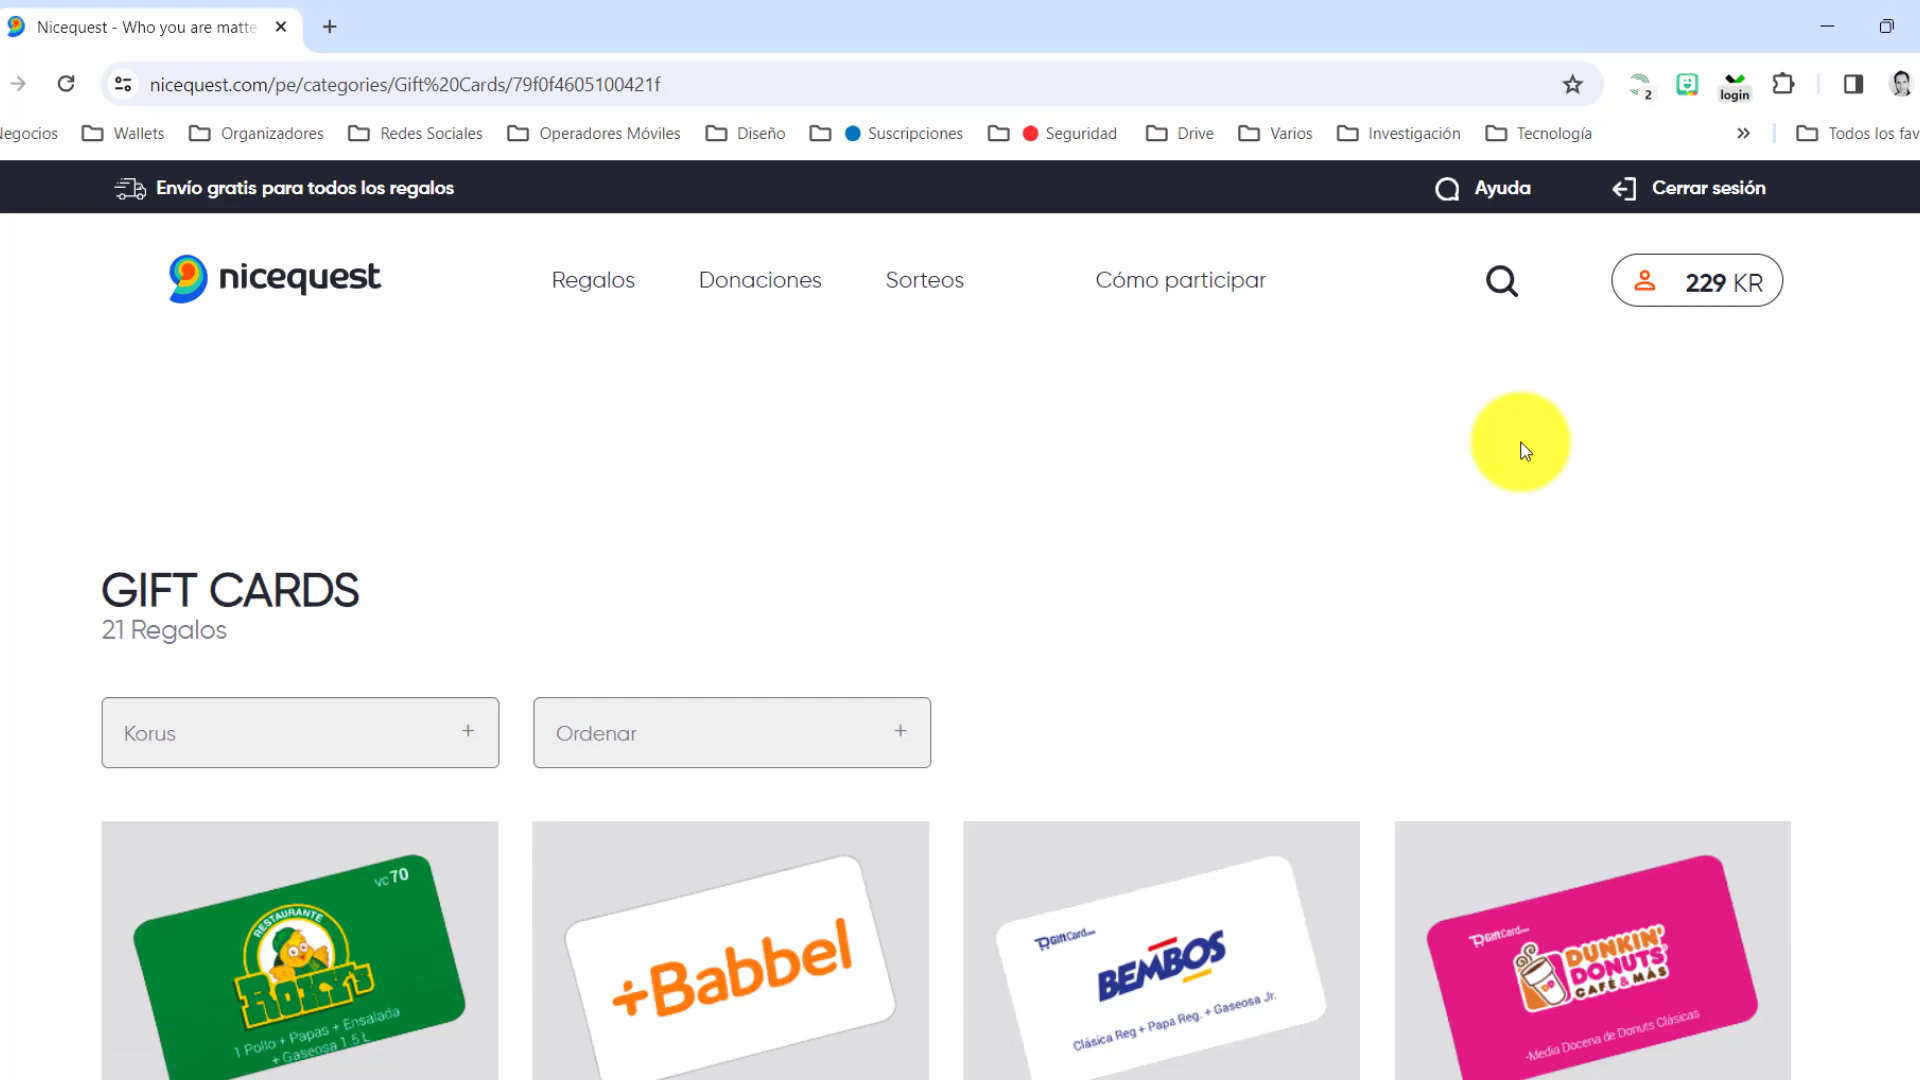 Nicequest - Who you are matte
nicequest.com/pe/categories/Gift%20Cards/79f0f4605100421f
2
login
Negocios
Wallets
Organizadores
Redes Sociales
Operadores Móviles
Diseño
Suscripciones
Seguridad
Drive
Varios
Investigación
Tecnología
Todos los fav
Envío gratis para todos los regalos
Ayuda
Cerrar sesión
nicequest
Regalos
Donaciones
Sorteos
Cómo participar
229 KR
GIFT CARDS
21 Regalos
Korus +
Ordenar +
VC 70
RESTAURANTE
ROKY'S
1 Pollo + Papas + Ensalada
+ Gaseosa 1.5 L
+Babbel
GiftCard
BEMBOS
Clásica Reg + Papa Reg. + Gaseosa Jr.
GiftCard
DUNKIN'
DONUTS
CAFÉ & MÁS
DD
-Media Docena de Donuts Clásicas